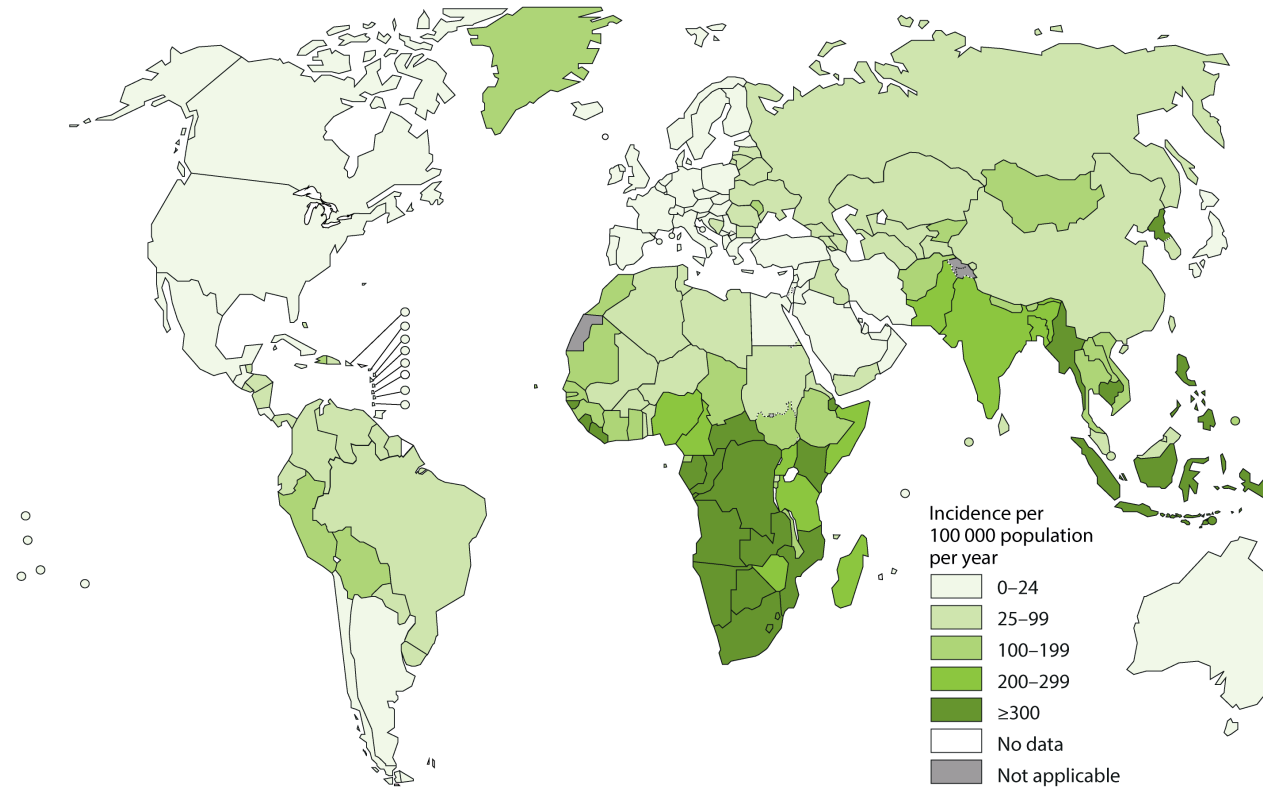 Incidence per
100 000 population
per year
0–24
25–99
100–199
200–299
≥300
No data
Not applicable